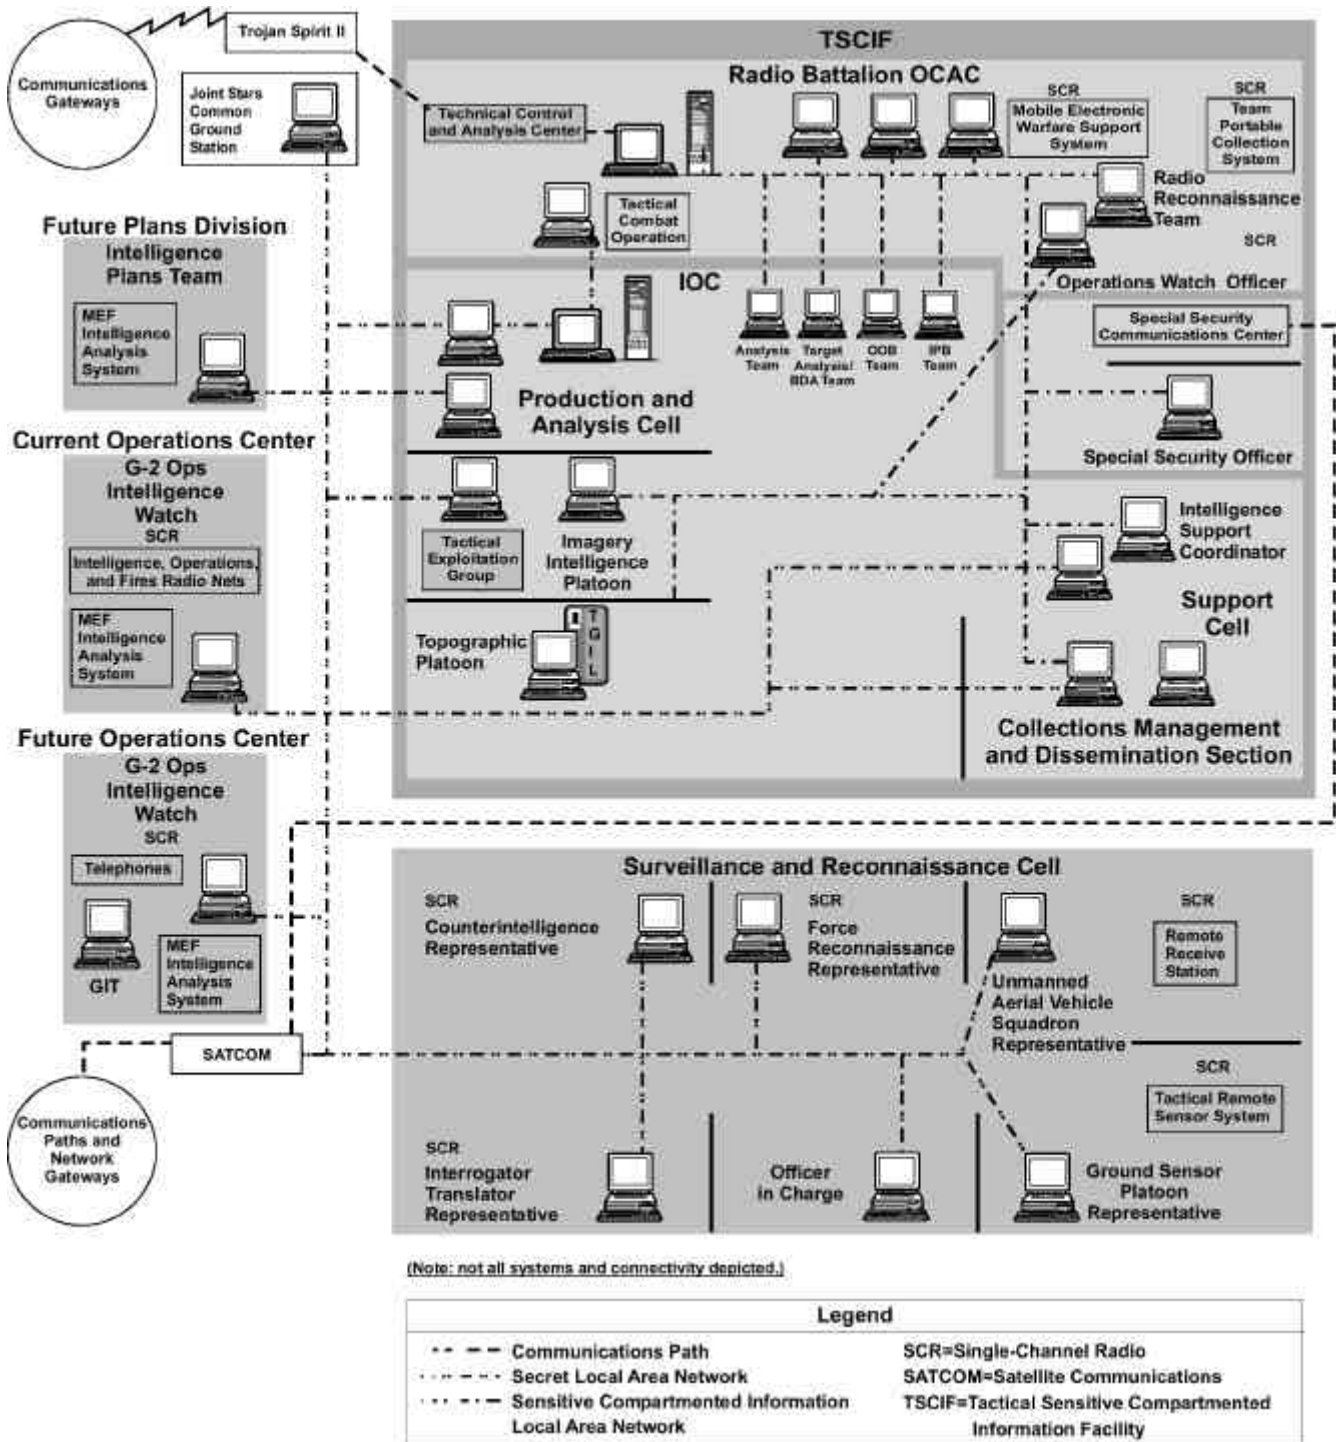 Communications
Gateways
Trojan Spirit II
Joint Stars
Common
Ground
Station
TSCIF
Radio Battalion OCAC
Technical Control
and Analysis Center
SCR
Mobile Electronic
Warfare Support
System
SCR
Team
Portable
Collection
System
Tactical
Combat
Operation
Radio
Reconnaissance
Team
SCR
Operations Watch Officer
Future Plans Division
Intelligence
Plans Team
MEF
Intelligence
Analysis
System
IOC
Analysis
Team
Target
Analysis/
BDA Team
OOB
Team
IPB
Team
Special Security
Communications Center
Special Security Officer
Production and
Analysis Cell
Current Operations Center
G-2 Ops
Intelligence
Watch
SCR
Intelligence, Operations,
and Fires Radio Nets
MEF
Intelligence
Analysis
System
Tactical
Exploitation
Group
Imagery
Intelligence
Platoon
Intelligence
Support
Coordinator
Support
Cell
Topographic
Platoon
T
G
I
L
Collections Management
and Dissemination Section
Future Operations Center
G-2 Ops
Intelligence
Watch
SCR
Telephones
GIT
MEF
Intelligence
Analysis
System
SATCOM
Communications
Paths and
Network
Gateways
Surveillance and Reconnaissance Cell
SCR
Counterintelligence
Representative
SCR
Force
Reconnaissance
Representative
Unmanned
Aerial Vehicle
Squadron
Representative
SCR
Remote
Receive
Station
SCR
Tactical Remote
Sensor System
SCR
Interrogator
Translator
Representative
Officer
in Charge
Ground Sensor
Platoon
Representative
(Note: not all systems and connectivity depicted.)
Legend
Communications Path
Secret Local Area Network
Sensitive Compartmented Information
Local Area Network
SCR=Single-Channel Radio
SATCOM=Satellite Communications
TSCIF=Tactical Sensitive Compartmented
Information Facility